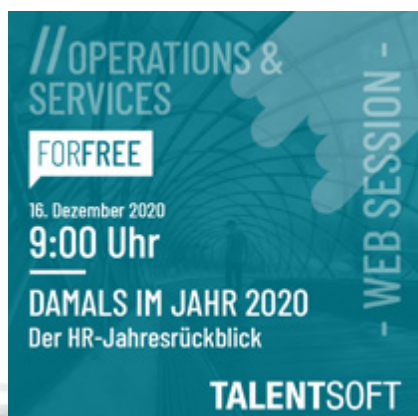 //OPERATIONS &
SERVICES
FORFREE
16. Dezember 2020
9:00 Uhr
DAMALS IM JAHR 2020
Der HR-Jahresrückblick
- WEB SESSION -
TALENTSOFT